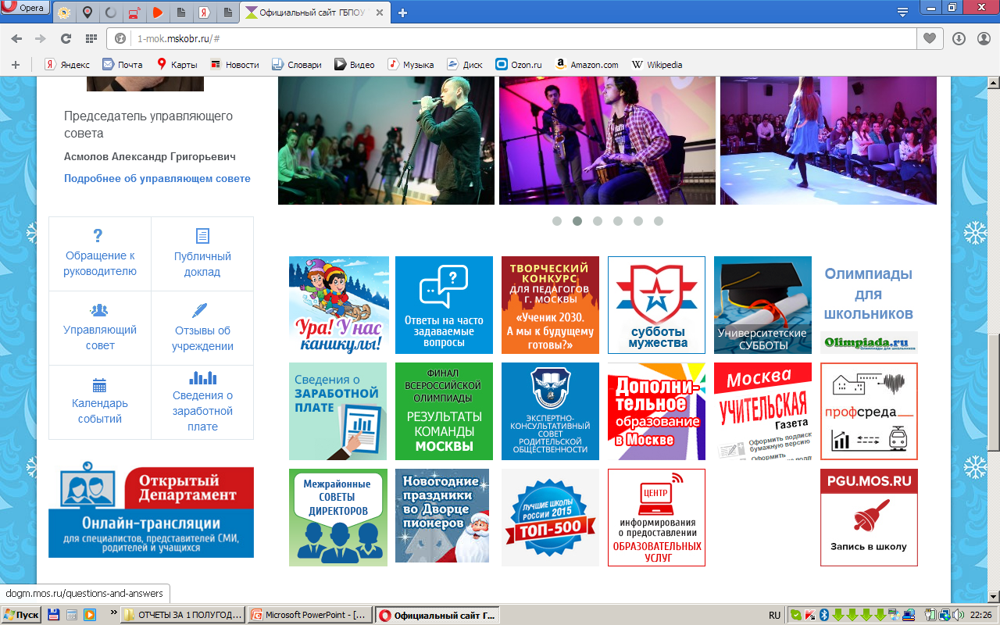 Opera
Официальный сайт ГБПОУ
1-mok.mskobr.ru/#
Яндекс
Почта
Карты
Новости
Словари
Видео
Музыка
Диск
Ozon.ru
Amazon.com
Wikipedia
Председатель управляющего
совета
Асмолов Александр Григорьевич
Подробнее об управляющем совете
Обращение к
руководителю
Публичный
доклад
Управляющий
совет
Отзывы об
учреждении
Календарь
событий
Сведения о
заработной
плате
Открытый
Департамент
Онлайн-трансляции
для специалистов, представителей СМИ,
родителей и учащихся
Ура! У нас
каникулы!
Ответы на часто
задаваемые
вопросы
ТВОРЧЕСКИЙ
КОНКУРС
ДЛЯ ПЕДАГОГОВ
Г. МОСКВЫ
«Ученик 2030.
А мы к будущему
готовы?»
субботы
мужества
Университетские
СУББОТЫ
Олимпиады
для
школьников
Olimpiada.ru
Олимпиады для школьников
Сведения о
ЗАРАБОТНОЙ
ПЛАТЕ
ФИНАЛ
ВСЕРОССИЙСКОЙ
ОЛИМПИАДЫ
РЕЗУЛЬТАТЫ
КОМАНДЫ
МОСКВЫ
ЭКСПЕРТНО-
КОНСУЛЬТАТИВНЫЙ
СОВЕТ
РОДИТЕЛЬСКОЙ
ОБЩЕСТВЕННОСТИ
Дополни-
тельное
образование
в Москве
Москва
УЧИТЕЛЬСКАЯ
Газета
Оформить подписк
бумажную версию
Оформить
профсреда
Межрайонные
СОВЕТЫ
ДИРЕКТОРОВ
Новогодние
праздники
во Дворце
пионеров
ЛУЧШИЕ ШКОЛЫ
РОССИИ 2015
ТОП-500
ЦЕНТР
информирования
о предоставлении
ОБРАЗОВАТЕЛЬНЫХ
УСЛУГ
PGU.MOS.RU
Запись в школу
dogm.mos.ru/questions-and-answers
Пуск
ОТЧЕТЫ ЗА 1 ПОЛУГОД...
Microsoft PowerPoint - [...
Официальный сайт Г...
RU
22:26